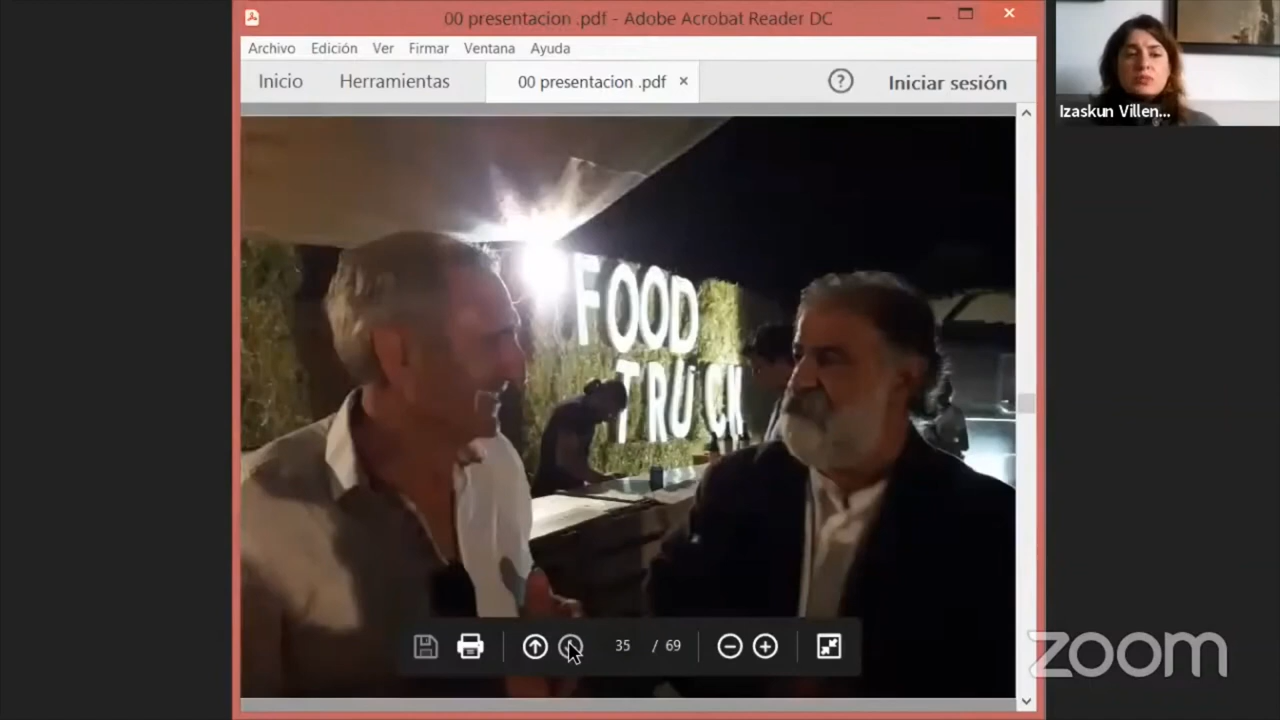 00 presentacion .pdf - Adobe Acrobat Reader DC
Archivo Edición Ver Firmar Ventana Ayuda
Inicio Herramientas 00 presentacion .pdf × ? Iniciar sesión
Izaskun Villen...
FOOD
TRUCK
35 / 69
zoom